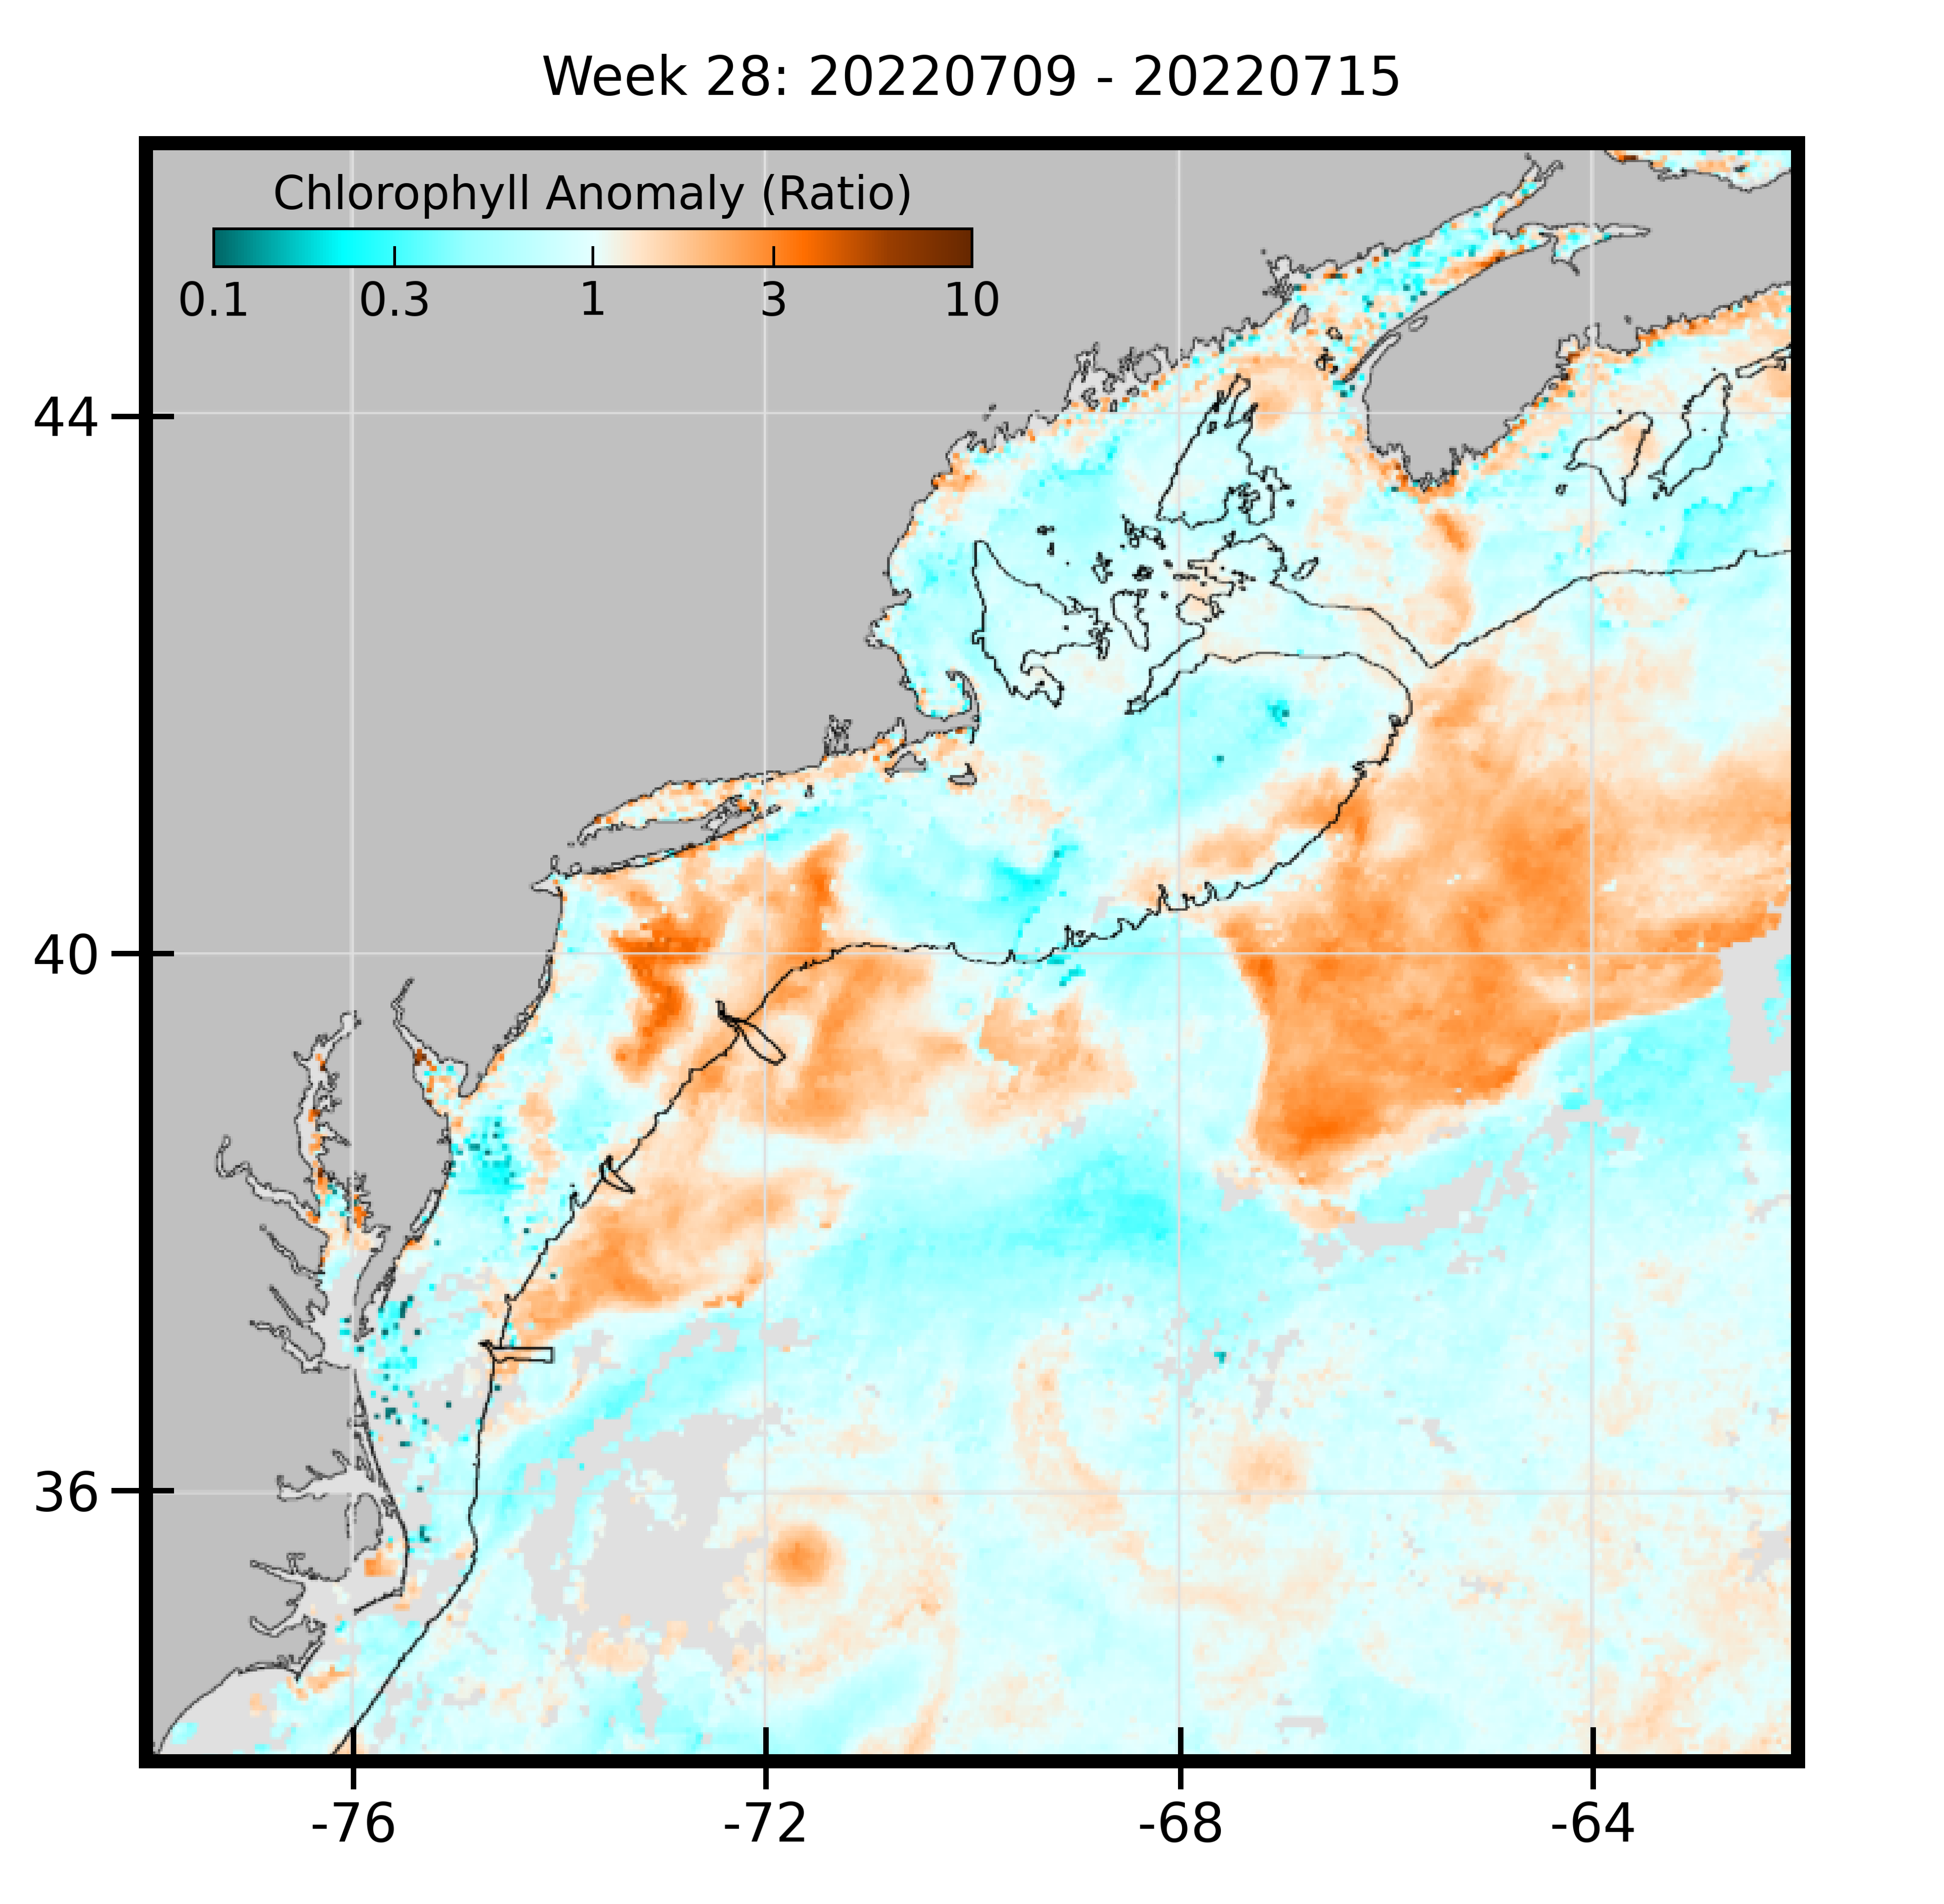 Week 28: 20220709 - 20220715
Chlorophyll Anomaly (Ratio)
0.1 0.3 1 3 10
44
40
36
-76 -72 -68 -64